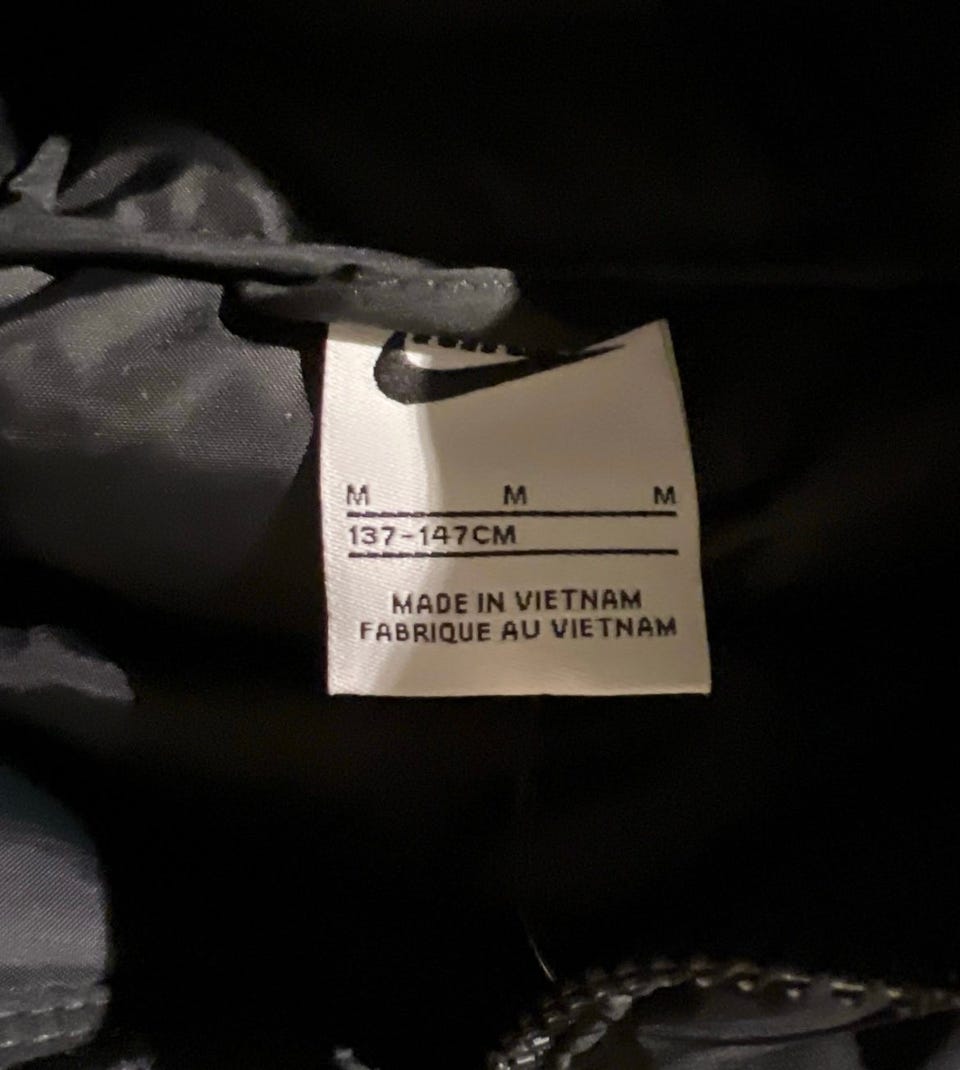 M M M
137-147CM
MADE IN VIETNAM
FABRIQUE AU VIETNAM